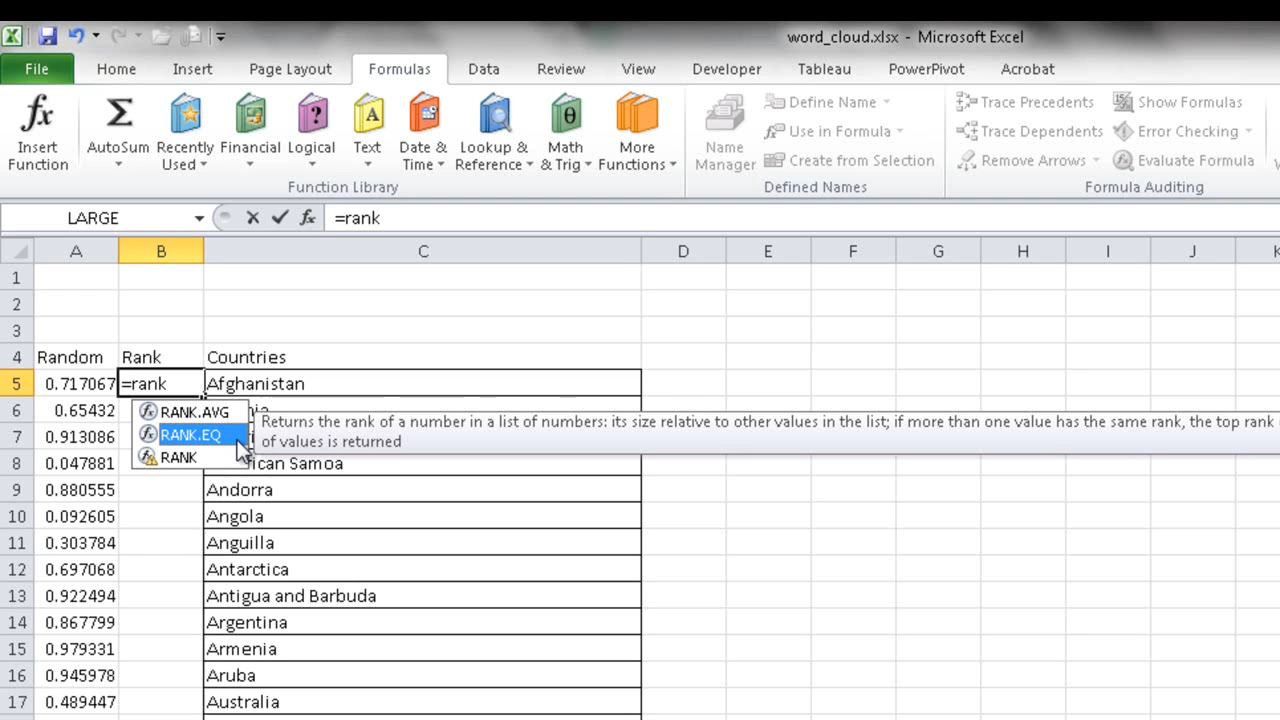 word_cloud.xlsx - Microsoft Excel
File Home Insert Page Layout Formulas Data Review View Developer Tableau PowerPivot Acrobat
fx Σ ? A θ
Insert Function AutoSum Recently Used Financial Logical Text Date & Time Lookup & Reference Math & Trig More Functions
Function Library
Name Manager
Define Name
Use in Formula
Create from Selection
Defined Names
Trace Precedents Show Formulas
Trace Dependents Error Checking
Remove Arrows Evaluate Formula
Formula Auditing
LARGE fx =rank
A B C D E F G H I J K
1
2
3
4 Random Rank Countries
5 0.717067 =rank Afghanistan
6 0.65432
RANK.AVG
RANK.EQ
RANK
Returns the rank of a number in a list of numbers: its size relative to other values in the list; if more than one value has the same rank, the top rank
of values is returned
7 0.913086
8 0.047881 rican Samoa
9 0.880555 Andorra
10 0.092605 Angola
11 0.303784 Anguilla
12 0.697068 Antarctica
13 0.922494 Antigua and Barbuda
14 0.867799 Argentina
15 0.979331 Armenia
16 0.945978 Aruba
17 0.489447 Australia